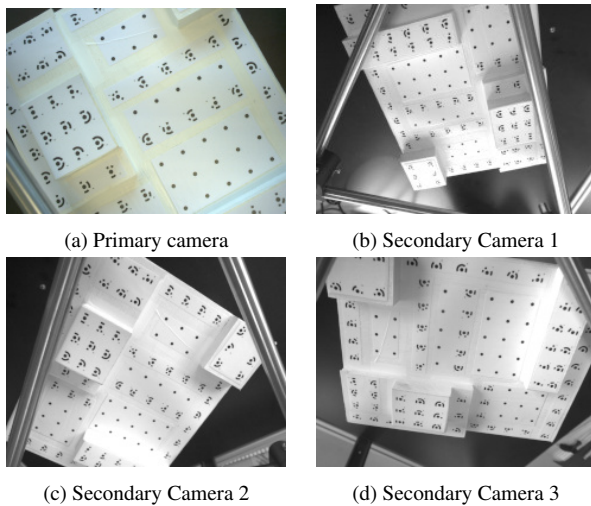 (a) Primary camera
(b) Secondary Camera 1
(c) Secondary Camera 2
(d) Secondary Camera 3